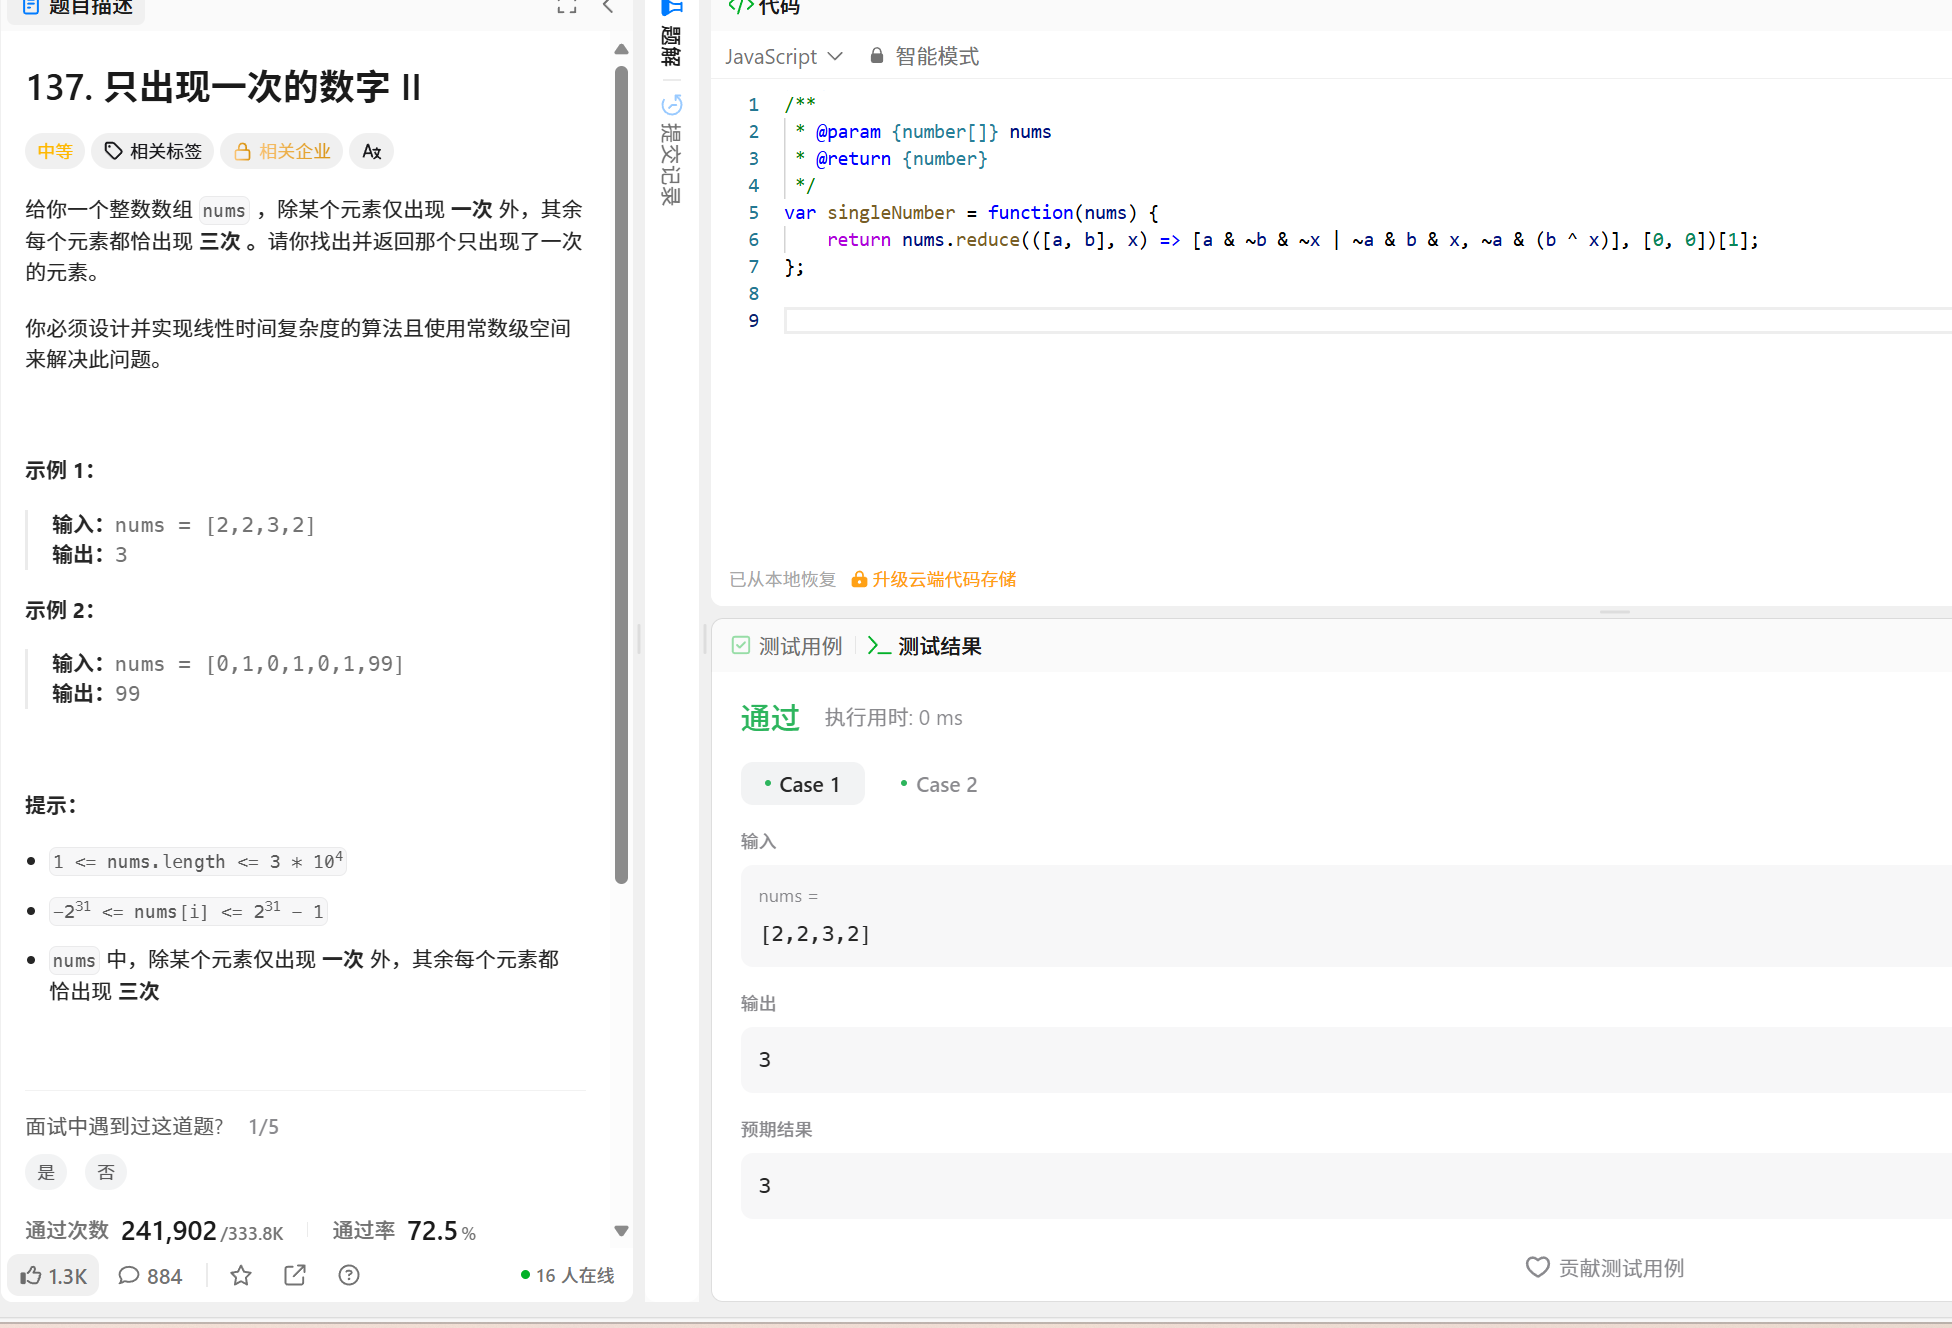 题目描述
137. 只出现一次的数字 II
中等 相关标签 相关企业
给你一个整数数组 nums ，除某个元素仅出现 一次 外，其余
每个元素都恰出现 三次 。请你找出并返回那个只出现了一次
的元素。
你必须设计并实现线性时间复杂度的算法且使用常数级空间
来解决此问题。
示例 1：
输入：nums = [2,2,3,2]
输出：3
示例 2：
输入：nums = [0,1,0,1,0,1,99]
输出：99
提示：
1 <= nums.length <= 3 * 10⁴
-2³¹ <= nums[i] <= 2³¹ - 1
nums 中，除某个元素仅出现 一次 外，其余每个元素都
恰出现 三次
面试中遇到过这道题? 1/5
是 否
通过次数 241,902/333.8K 通过率 72.5%
1.3K 884 16 人在线
题解
提交记录
</> 代码
JavaScript 智能模式
1 /**
2  * @param {number[]} nums
3  * @return {number}
4  */
5 var singleNumber = function(nums) {
6     return nums.reduce(([a, b], x) => [a & ~b & ~x | ~a & b & x, ~a & (b ^ x)], [0, 0])[1];
7 };
8
9
已从本地恢复 升级云端代码存储
测试用例 >_ 测试结果
通过 执行用时: 0 ms
Case 1 Case 2
输入
nums =
[2,2,3,2]
输出
3
预期结果
3
贡献测试用例